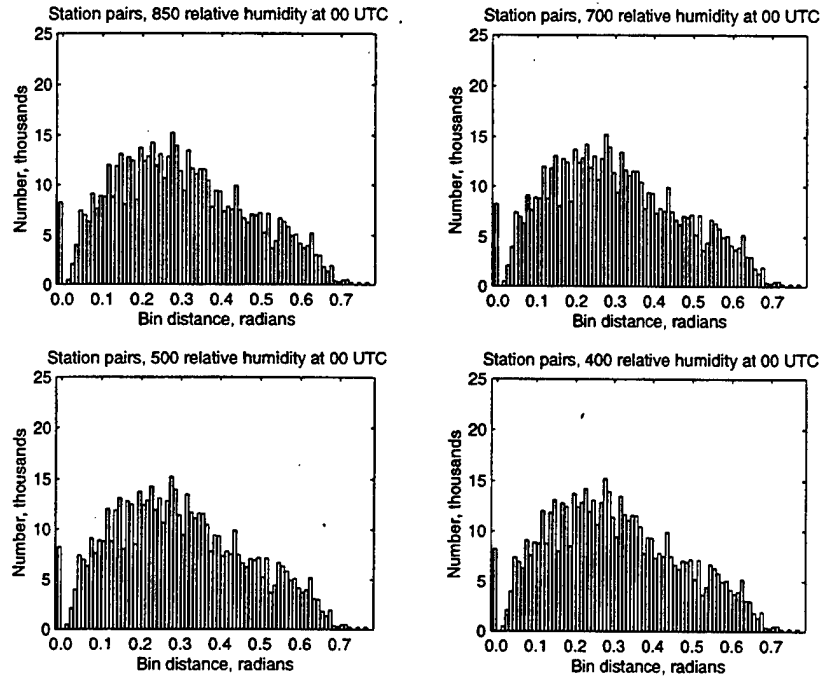 Station pairs, 850 relative humidity at 00 UTC
25
20
15
10
5
0
Number, thousands
0.0 0.1 0.2 0.3 0.4 0.5 0.6 0.7
Bin distance, radians
Station pairs, 700 relative humidity at 00 UTC
25
20
15
10
5
0
Number, thousands
0.0 0.1 0.2 0.3 0.4 0.5 0.6 0.7
Bin distance, radians
Station pairs, 500 relative humidity at 00 UTC
25
20
15
10
5
0
Number, thousands
0.0 0.1 0.2 0.3 0.4 0.5 0.6 0.7
Bin distance, radians
Station pairs, 400 relative humidity at 00 UTC
25
20
15
10
5
0
Number, thousands
0.0 0.1 0.2 0.3 0.4 0.5 0.6 0.7
Bin distance, radians